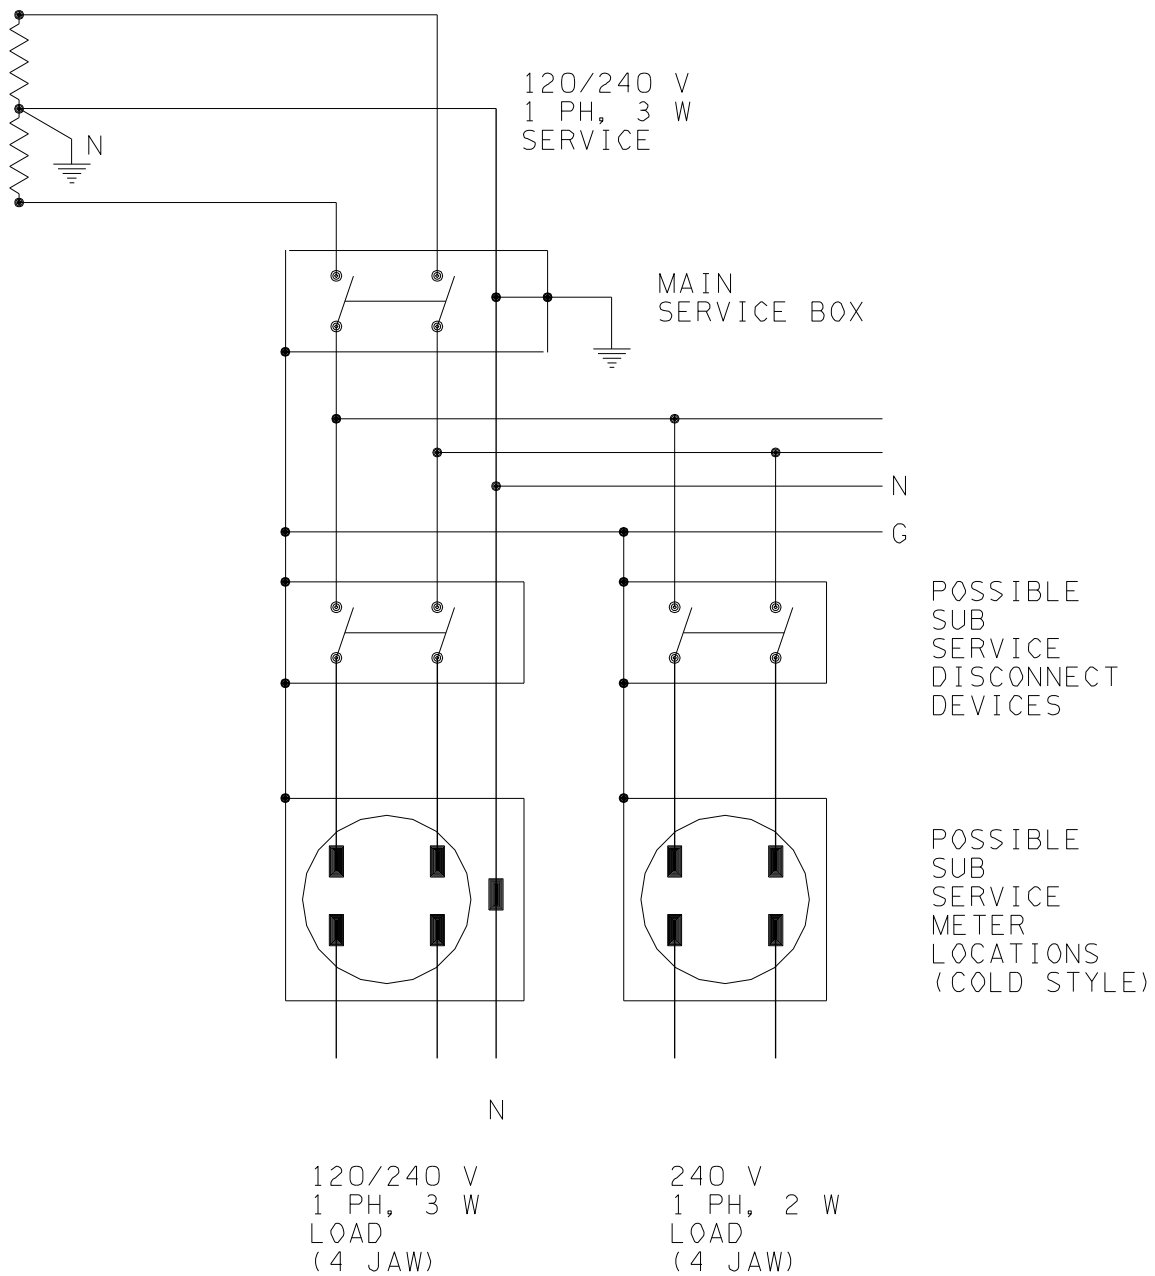 120/240 V
1 PH, 3 W
SERVICE
N
MAIN
SERVICE BOX
N
G
POSSIBLE
SUB
SERVICE
DISCONNECT
DEVICES
POSSIBLE
SUB
SERVICE
METER
LOCATIONS
(COLD STYLE)
N
120/240 V
1 PH, 3 W
LOAD
(4 JAW)
240 V
1 PH, 2 W
LOAD
(4 JAW)